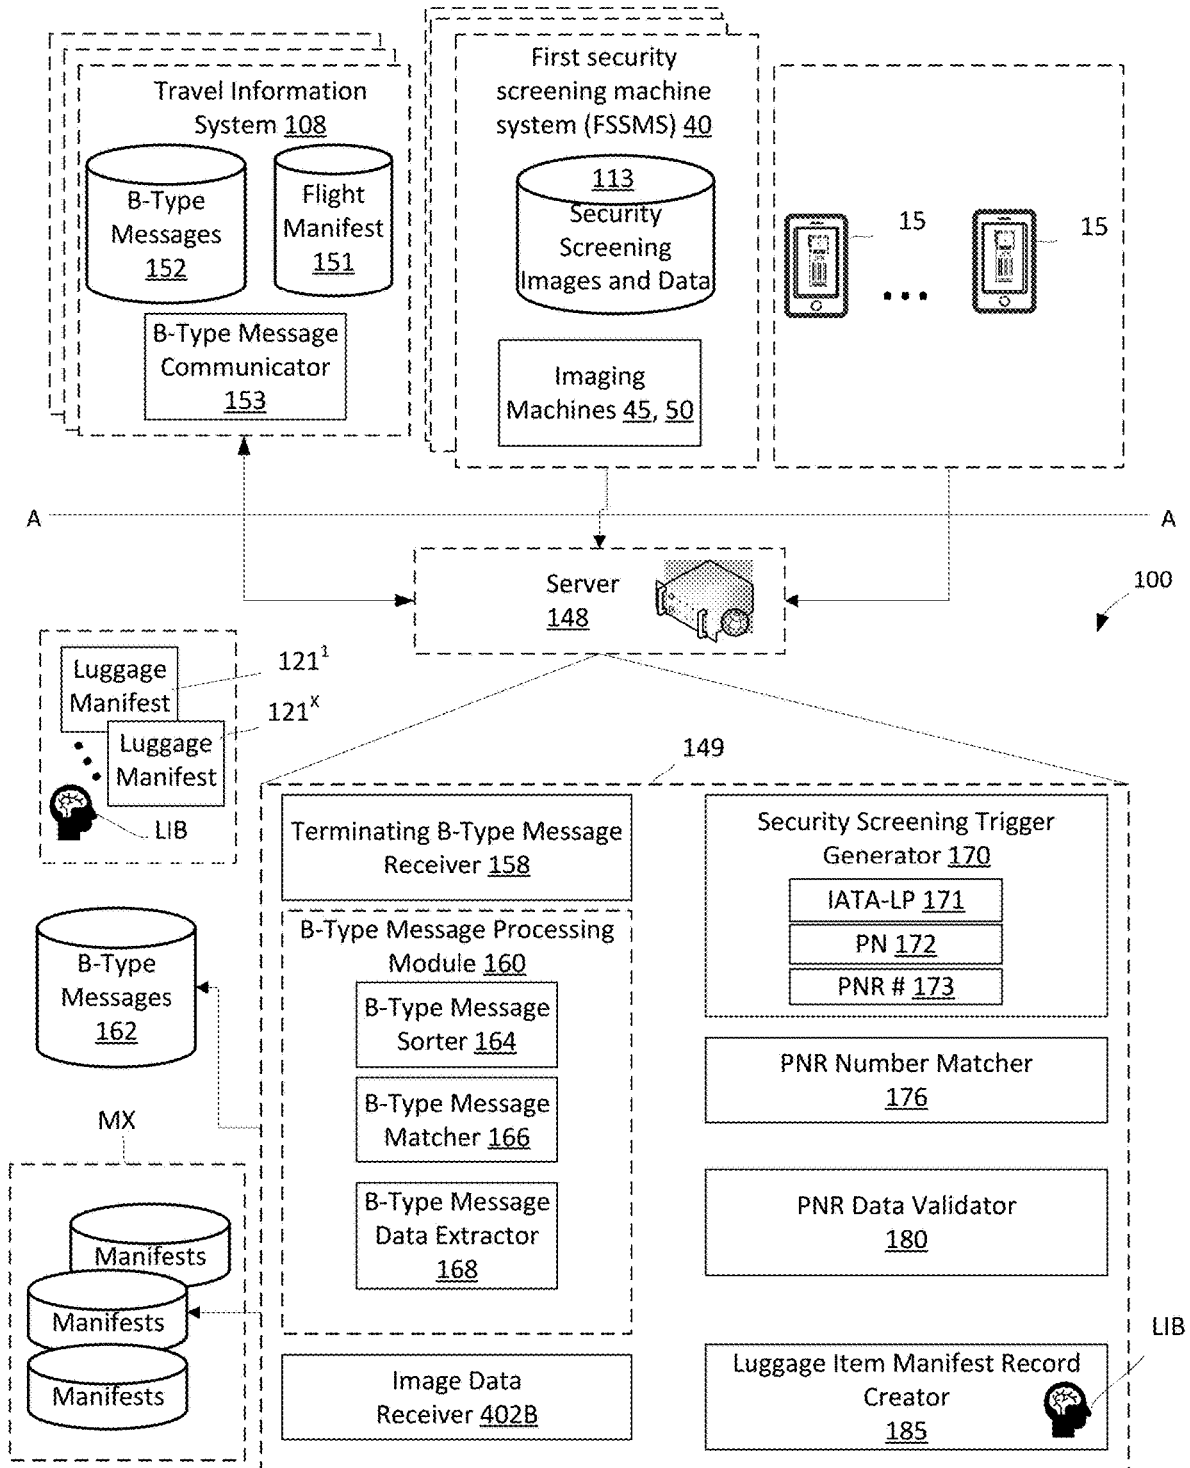 Travel Information
System 108
B-Type
Messages
152
Flight
Manifest
151
B-Type Message
Communicator
153
First security
screening machine
system (FSSMS) 40
113
Security
Screening
Images and Data
Imaging
Machines 45, 50
15
15
A
A
Server
148
100
Luggage
Manifest
121¹
Luggage
Manifest
121ˣ
LIB
149
Terminating B-Type Message
Receiver 158
B-Type Message Processing
Module 160
B-Type Message
Sorter 164
B-Type Message
Matcher 166
B-Type Message
Data Extractor
168
Image Data
Receiver 402B
Security Screening Trigger
Generator 170
IATA-LP 171
PN 172
PNR # 173
PNR Number Matcher
176
PNR Data Validator
180
Luggage Item Manifest Record
Creator
185
LIB
B-Type
Messages
162
MX
Manifests
Manifests
Manifests